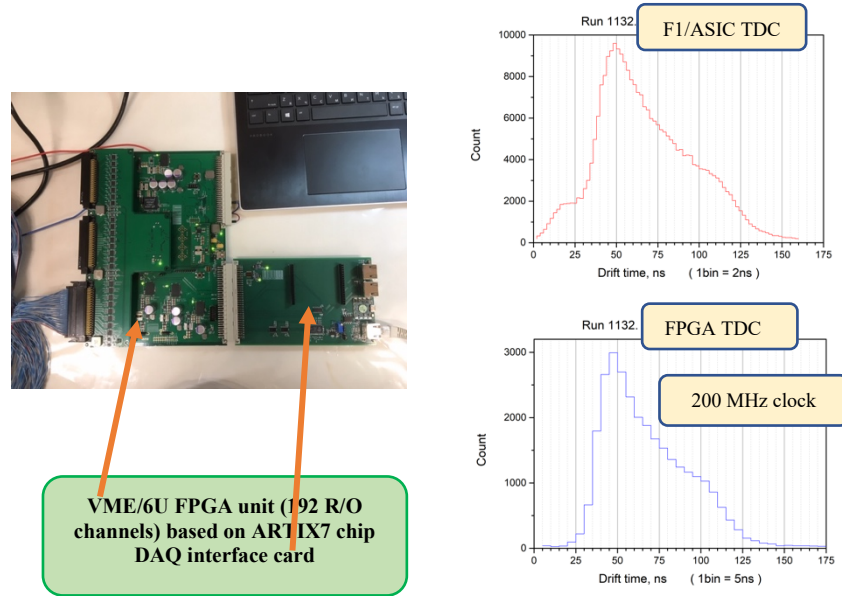 Run 1132.
F1/ASIC TDC
10000
8000
6000
4000
2000
0
Count
0 25 50 75 100 125 150 175
Drift time, ns ( 1bin = 2ns )
Run 1132.
FPGA TDC
200 MHz clock
3000
2000
1000
0
Count
0 25 50 75 100 125 150 175
Drift time, ns ( 1bin = 5ns )
VME/6U FPGA unit (192 R/O
channels) based on ARTIX7 chip
DAQ interface card